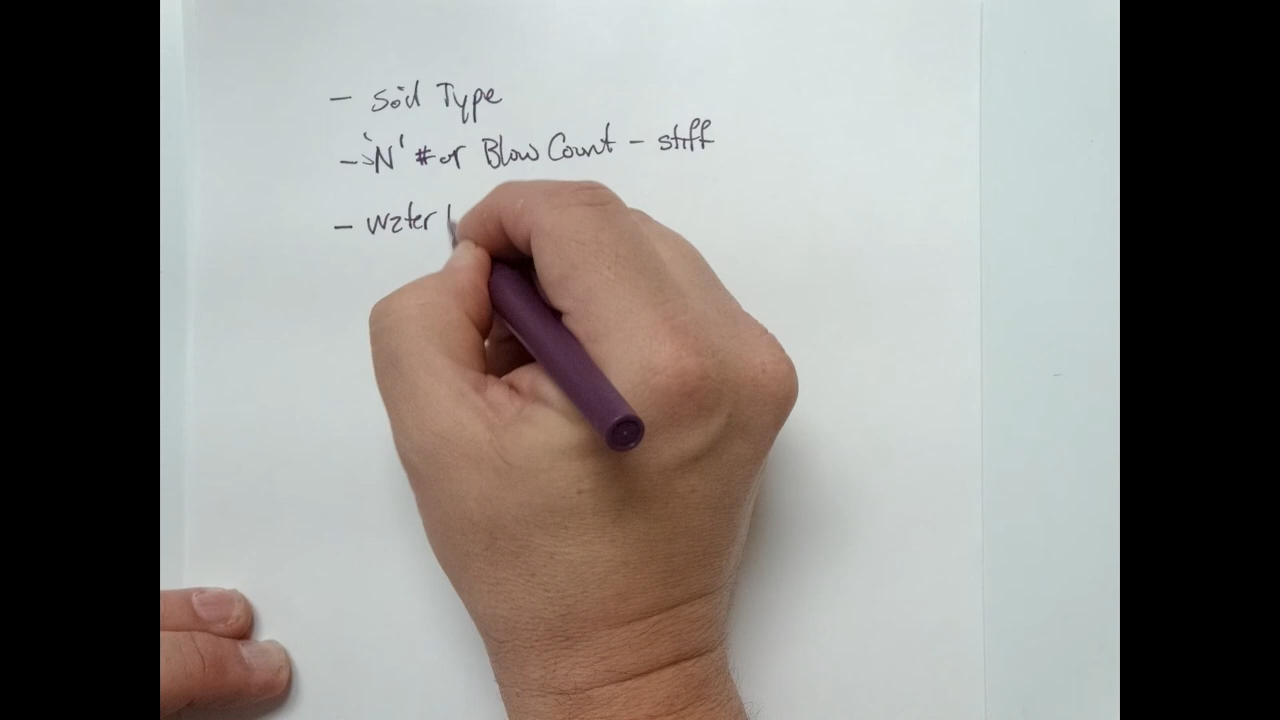 - Soil Type
- 'N' # or Blow Count - stiff
- water